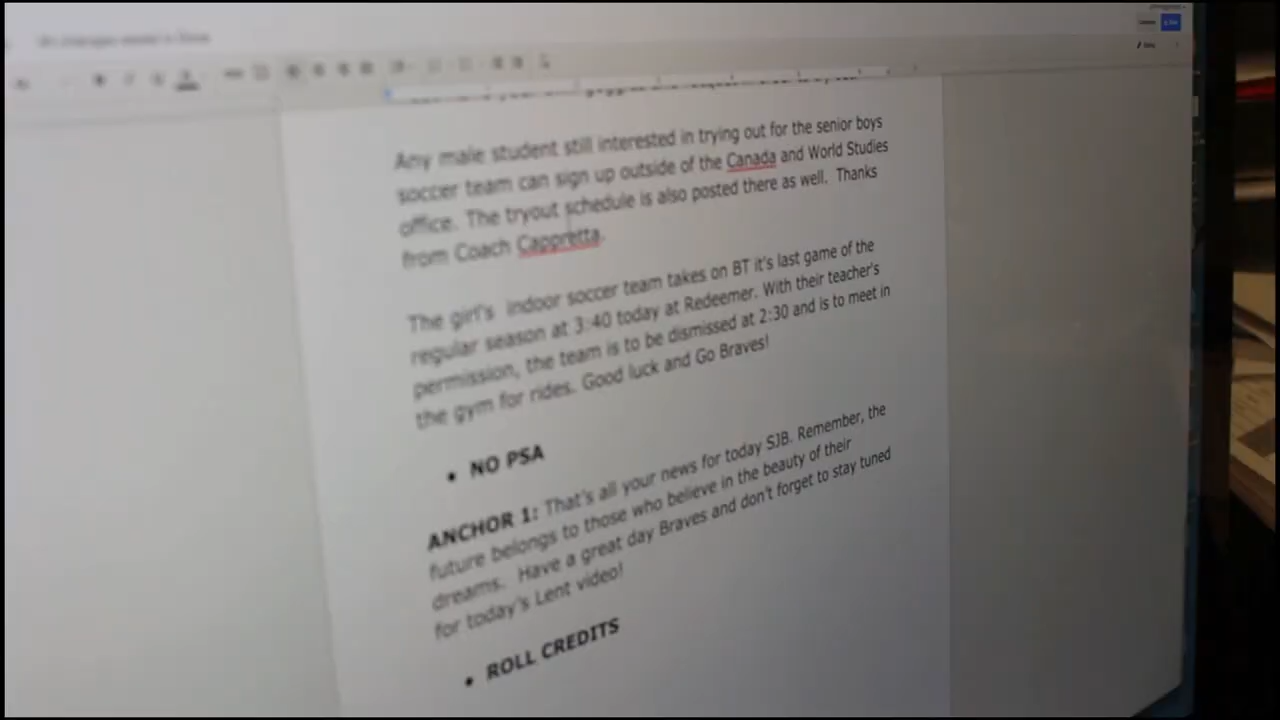 Any male student still interested in trying out for the senior boys
soccer team can sign up outside of the Canada and World Studies
office. The tryout schedule is also posted there as well. Thanks
from Coach Cappretta.
The girl's indoor soccer team takes on BT it's last game of the
regular season at 3:40 today at Redeemer. With their teacher's
permission, the team is to be dismissed at 2:30 and is to meet in
the gym for rides. Good luck and Go Braves!
• NO PSA
ANCHOR 1: That's all your news for today SJB. Remember, the
future belongs to those who believe in the beauty of their
dreams. Have a great day Braves and don't forget to stay tuned
for today's Lent video!
• ROLL CREDITS